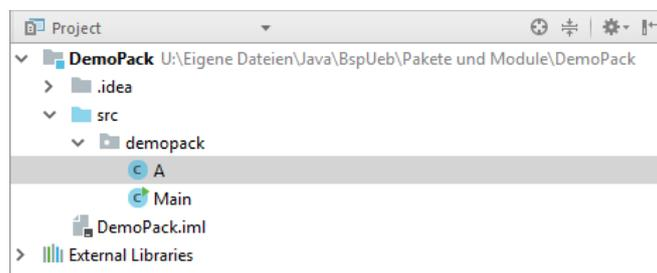 Project
DemoPack U:\Eigene Dateien\Java\BspUeb\Pakete und Module\DemoPack
.idea
src
demopack
A
Main
DemoPack.iml
External Libraries